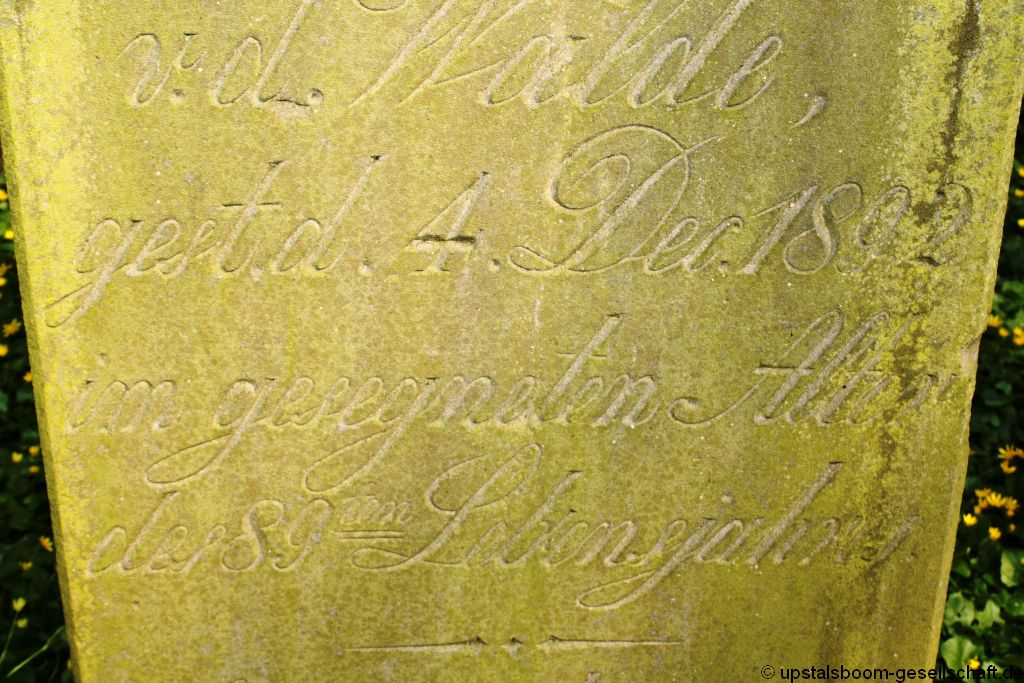 v. d. Walde,
gest. d. 4. Dec. 1892
im gesegneten Alter
des 89ten Lebensjahres
© upstalsboom-gesellschaft.de